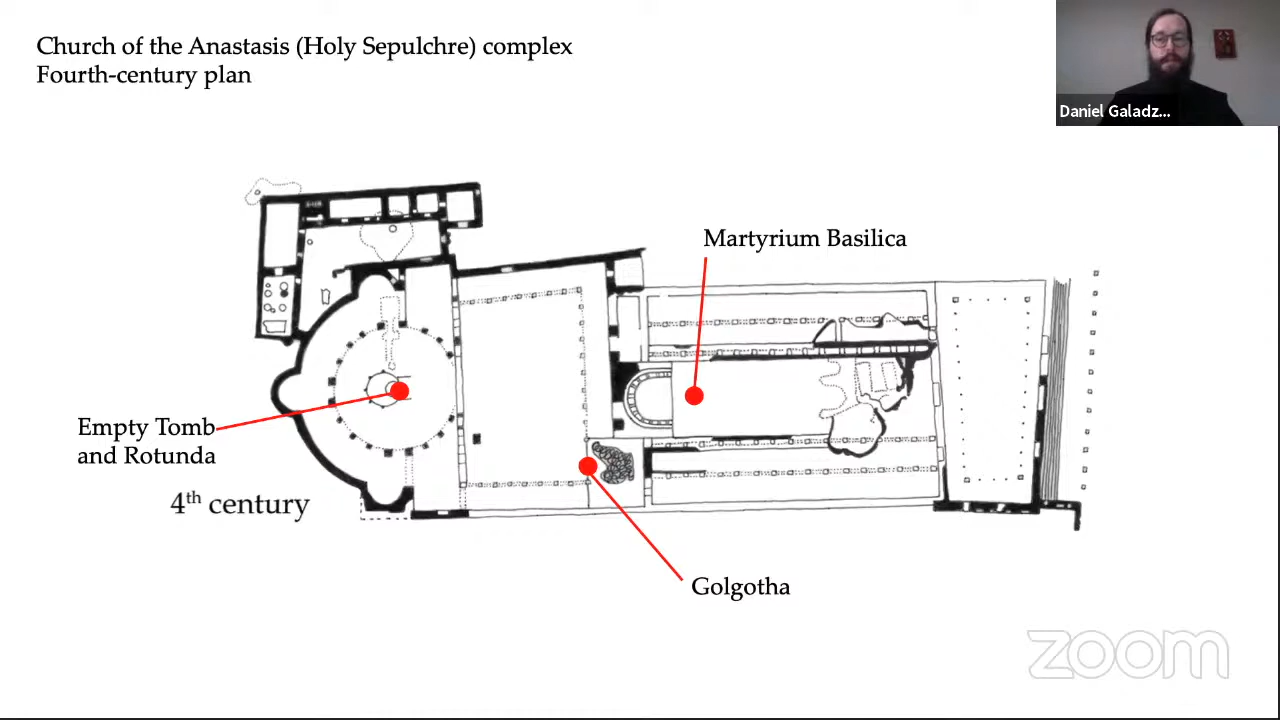 Church of the Anastasis (Holy Sepulchre) complex
Fourth-century plan
Daniel Galadz...
Martyrium Basilica
Empty Tomb
and Rotunda
4th century
Golgotha
zoom